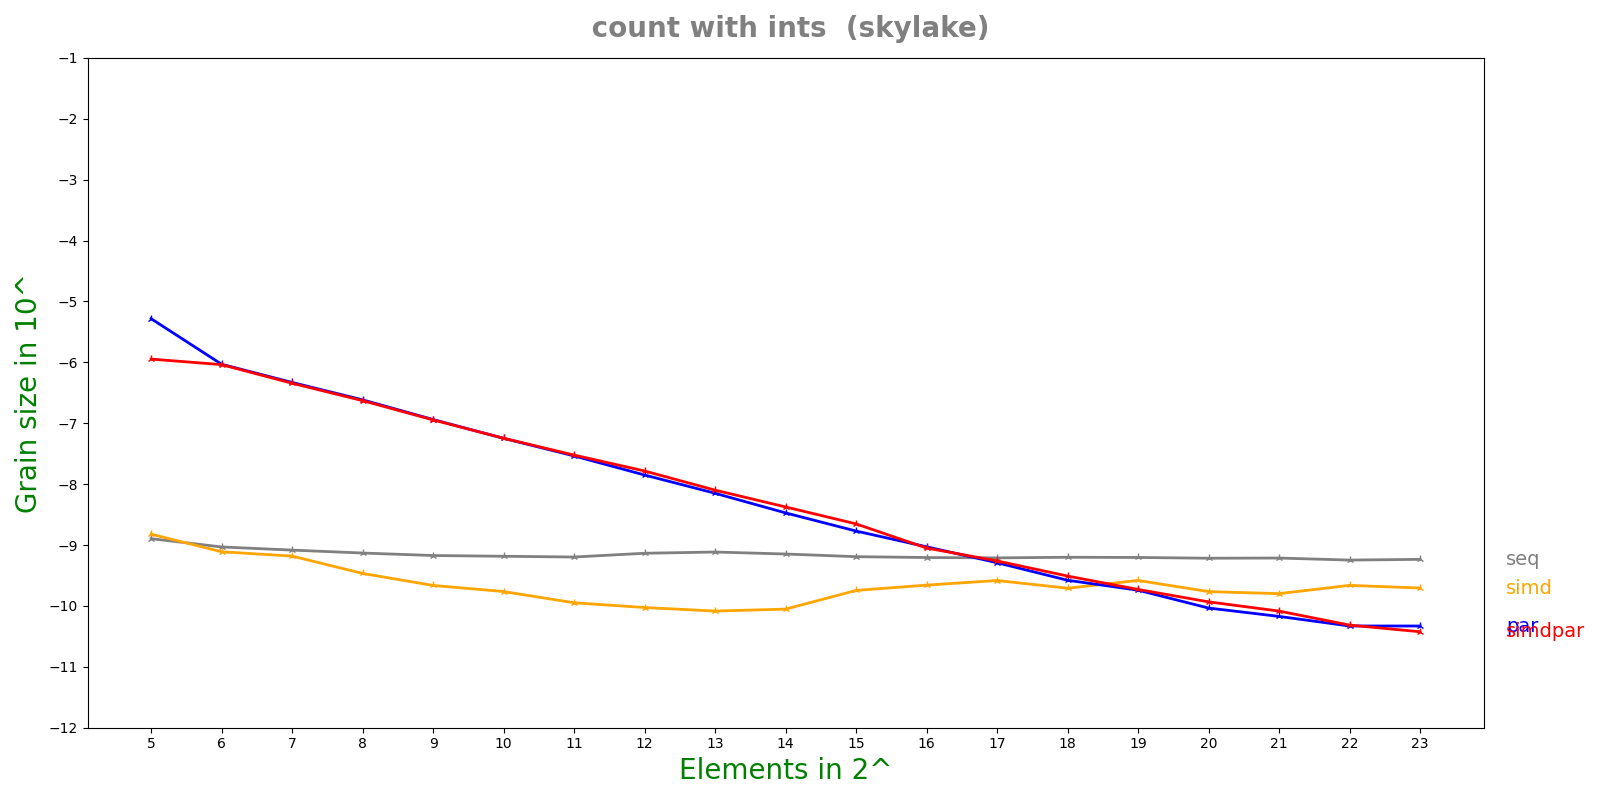 count with ints (skylake)
Grain size in 10^
−1
−2
−3
−4
−5
−6
−7
−8
−9
−10
−11
−12
seq
simd
par
simdpar
5 6 7 8 9 10 11 12 13 14 15 16 17 18 19 20 21 22 23
Elements in 2^